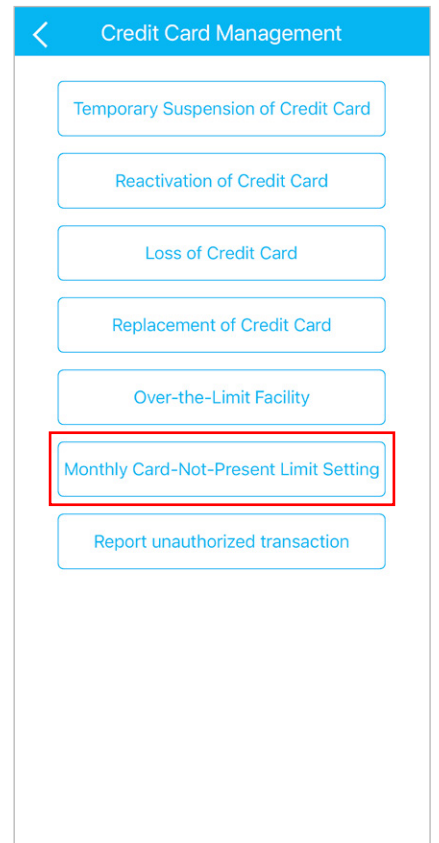 Credit Card Management
Temporary Suspension of Credit Card
Reactivation of Credit Card
Loss of Credit Card
Replacement of Credit Card
Over-the-Limit Facility
Monthly Card-Not-Present Limit Setting
Report unauthorized transaction